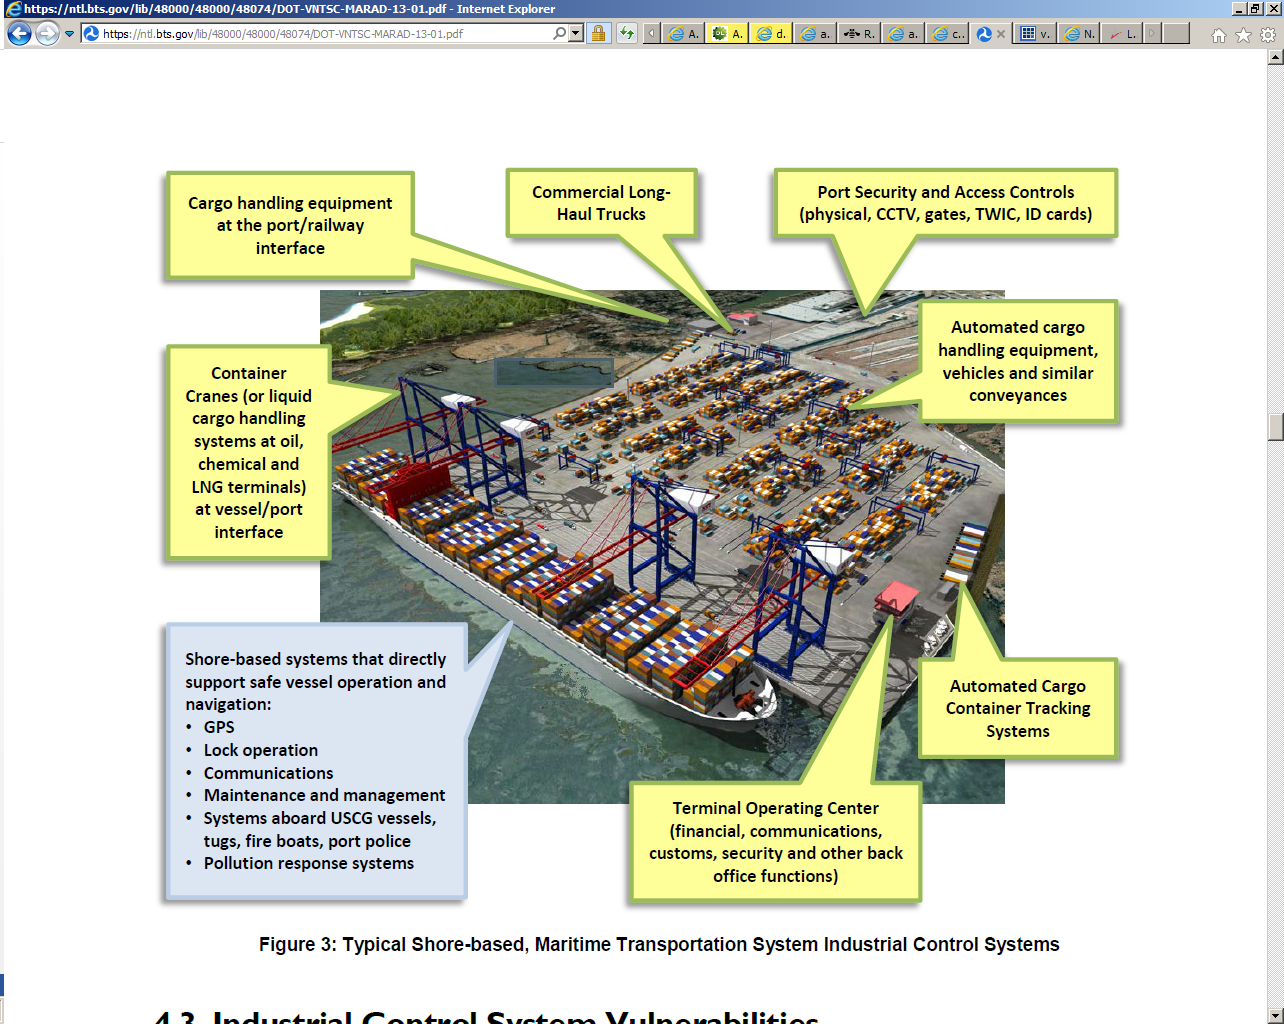 https://ntl.bts.gov/lib/48000/48000/48074/DOT-VNTSC-MARAD-13-01.pdf - Internet Explorer
https://ntl.bts.gov/lib/48000/48000/48074/DOT-VNTSC-MARAD-13-01.pdf
A.
A.
d.
a.
R.
a.
c..
v.
N.
L.
Cargo handling equipment
at the port/railway
interface
Commercial Long-
Haul Trucks
Port Security and Access Controls
(physical, CCTV, gates, TWIC, ID cards)
Automated cargo
handling equipment,
vehicles and similar
conveyances
Container
Cranes (or liquid
cargo handling
systems at oil,
chemical and
LNG terminals)
at vessel/port
interface
Shore-based systems that directly
support safe vessel operation and
navigation:
• GPS
• Lock operation
• Communications
• Maintenance and management
• Systems aboard USCG vessels,
tugs, fire boats, port police
• Pollution response systems
Automated Cargo
Container Tracking
Systems
Terminal Operating Center
(financial, communications,
customs, security and other back
office functions)
Figure 3: Typical Shore-based, Maritime Transportation System Industrial Control Systems
4.3 Industrial Control System Vulnerabilities